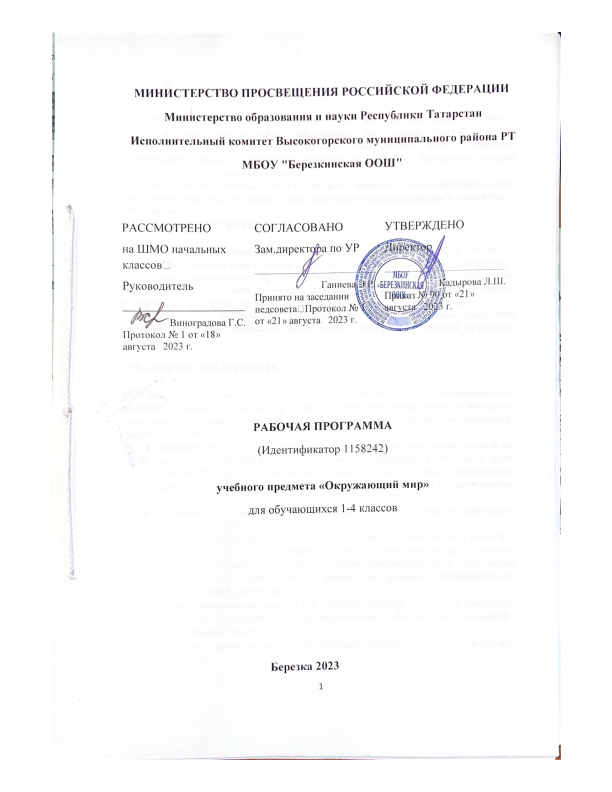 МИНИСТЕРСТВО ПРОСВЕЩЕНИЯ РОССИЙСКОЙ ФЕДЕРАЦИИ
Министерство образования и науки Республики Татарстан
Исполнительный комитет Высокогорского муниципального района РТ
МБОУ "Березкинская ООШ"
РАССМОТРЕНО
на ШМО начальных
классов
Руководитель
Виноградова Г.С.
Протокол № 1 от «18»
августа 2023 г.
СОГЛАСОВАНО
Зам.директора по УР
Ганиева
Принято на заседании
педсовета Протокол №
от «21» августа 2023 г.
УТВЕРЖДЕНО
Директор
Кадырова Л.Ш.
Приказ № 90 от «21»
августа 2023 г.
МБОУ
«БЕРЕЗКИНСКАЯ
ООШ»
РАБОЧАЯ ПРОГРАММА
(Идентификатор 1158242)
учебного предмета «Окружающий мир»
для обучающихся 1-4 классов
Березка 2023
1